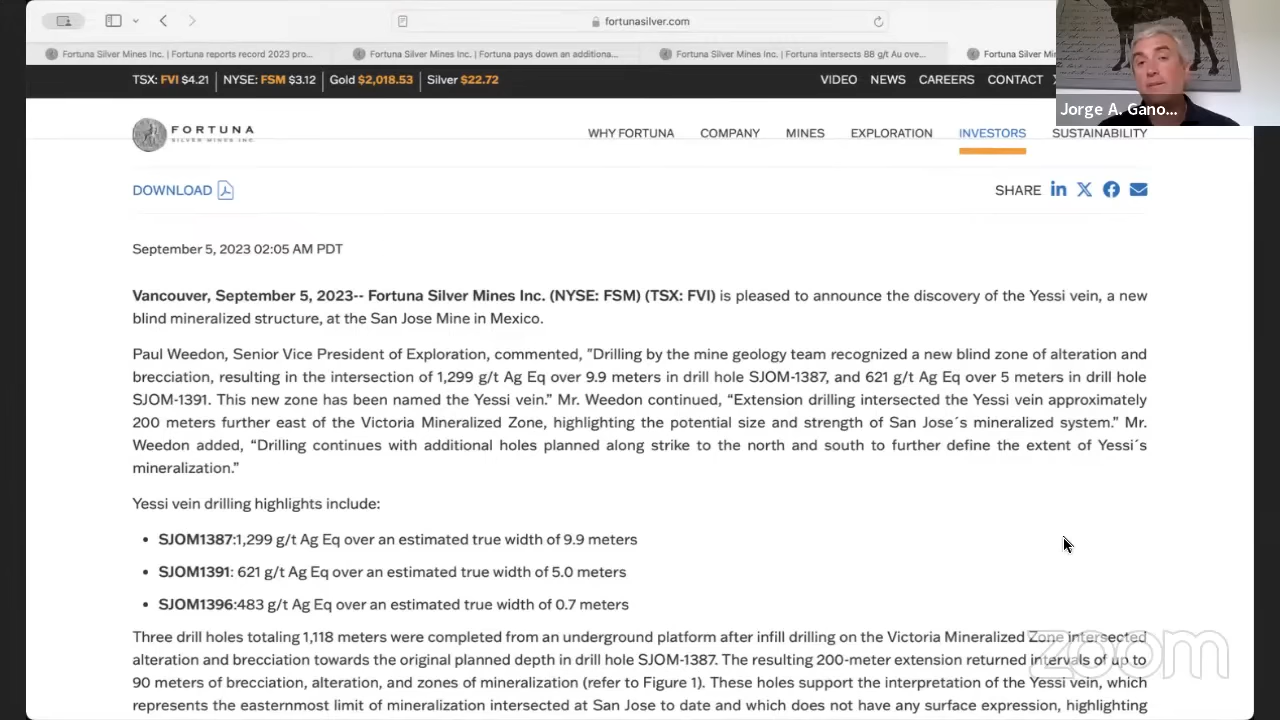 fortunasilver.com
Fortuna Silver Mines Inc. | Fortuna reports record 2023 pro...
Fortuna Silver Mines Inc. | Fortuna pays down an additiona...
Fortuna Silver Mines Inc. | Fortuna intersects 88 g/t Au ove...
Fortuna Silver Mi
TSX: FVI $4.21 | NYSE: FSM $3.12 | Gold $2,018.53 | Silver $22.72
VIDEO NEWS CAREERS CONTACT
Jorge A. Gano...
FORTUNA
SILVER MINES INC.
WHY FORTUNA COMPANY MINES EXPLORATION INVESTORS SUSTAINABILITY
DOWNLOAD
SHARE
September 5, 2023 02:05 AM PDT
Vancouver, September 5, 2023-- Fortuna Silver Mines Inc. (NYSE: FSM) (TSX: FVI) is pleased to announce the discovery of the Yessi vein, a new
blind mineralized structure, at the San Jose Mine in Mexico.
Paul Weedon, Senior Vice President of Exploration, commented, "Drilling by the mine geology team recognized a new blind zone of alteration and
brecciation, resulting in the intersection of 1,299 g/t Ag Eq over 9.9 meters in drill hole SJOM-1387, and 621 g/t Ag Eq over 5 meters in drill hole
SJOM-1391. This new zone has been named the Yessi vein.” Mr. Weedon continued, “Extension drilling intersected the Yessi vein approximately
200 meters further east of the Victoria Mineralized Zone, highlighting the potential size and strength of San Jose´s mineralized system.” Mr.
Weedon added, “Drilling continues with additional holes planned along strike to the north and south to further define the extent of Yessi´s
mineralization.”
Yessi vein drilling highlights include:
• SJOM1387:1,299 g/t Ag Eq over an estimated true width of 9.9 meters
• SJOM1391: 621 g/t Ag Eq over an estimated true width of 5.0 meters
• SJOM1396:483 g/t Ag Eq over an estimated true width of 0.7 meters
Three drill holes totaling 1,118 meters were completed from an underground platform after infill drilling on the Victoria Mineralized Zone intersected
alteration and brecciation towards the original planned depth in drill hole SJOM-1387. The resulting 200-meter extension returned intervals of up to
90 meters of brecciation, alteration, and zones of mineralization (refer to Figure 1). These holes support the interpretation of the Yessi vein, which
represents the easternmost limit of mineralization intersected at San Jose to date and which does not have any surface expression, highlighting
zoom